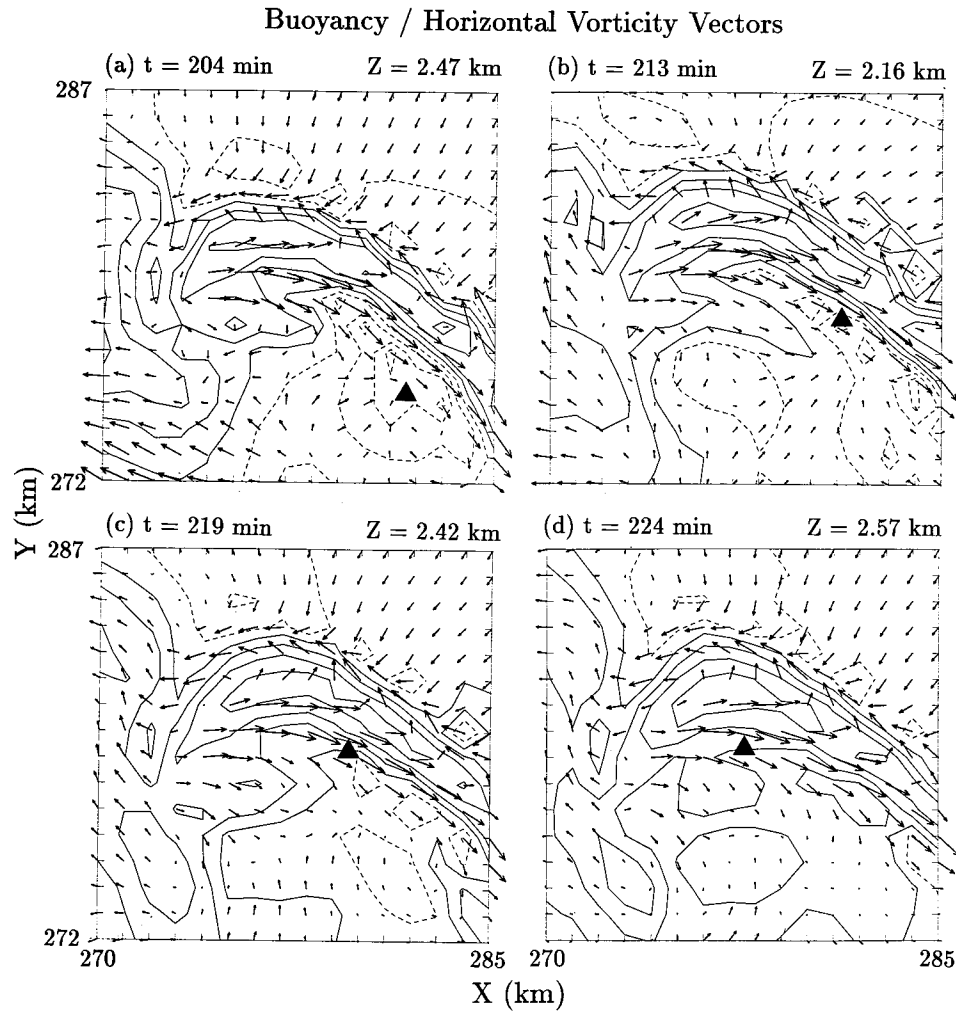 Buoyancy / Horizontal Vorticity Vectors
(a) t = 204 min Z = 2.47 km
(b) t = 213 min Z = 2.16 km
287
272
Y (km)
(c) t = 219 min Z = 2.42 km
(d) t = 224 min Z = 2.57 km
287
272
270 285 270 285
X (km)